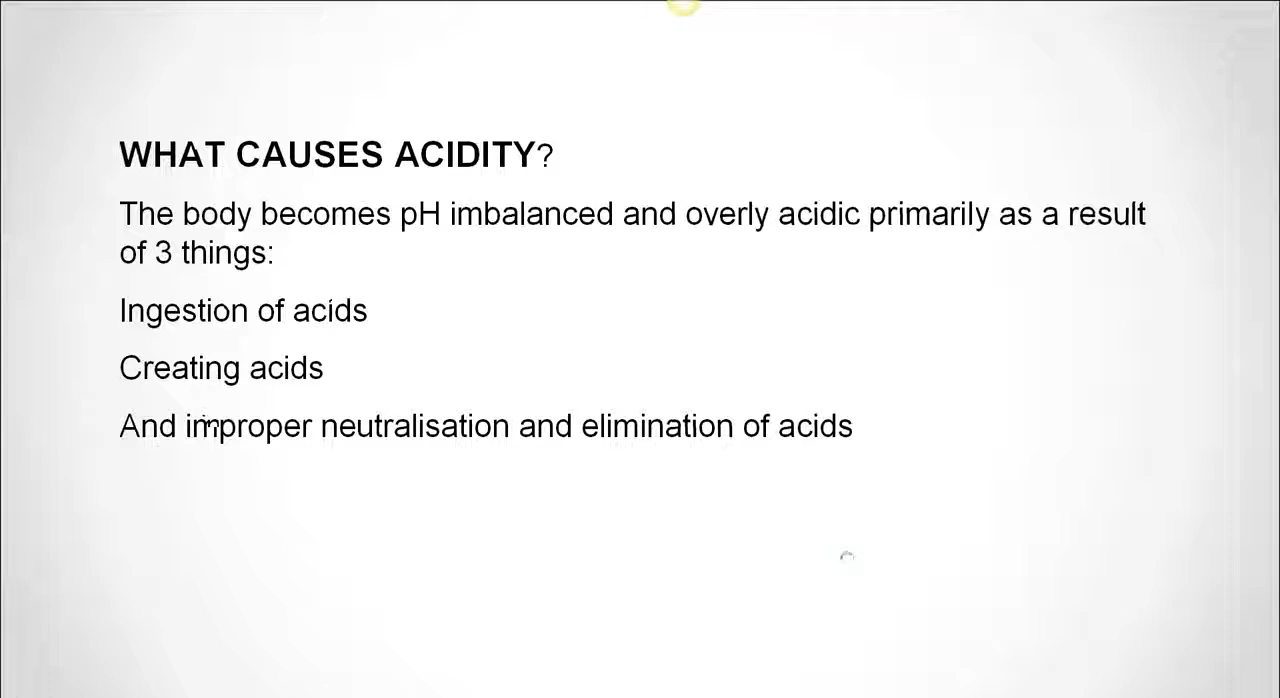 WHAT CAUSES ACIDITY?
The body becomes pH imbalanced and overly acidic primarily as a result
of 3 things:
Ingestion of acids
Creating acids
And improper neutralisation and elimination of acids